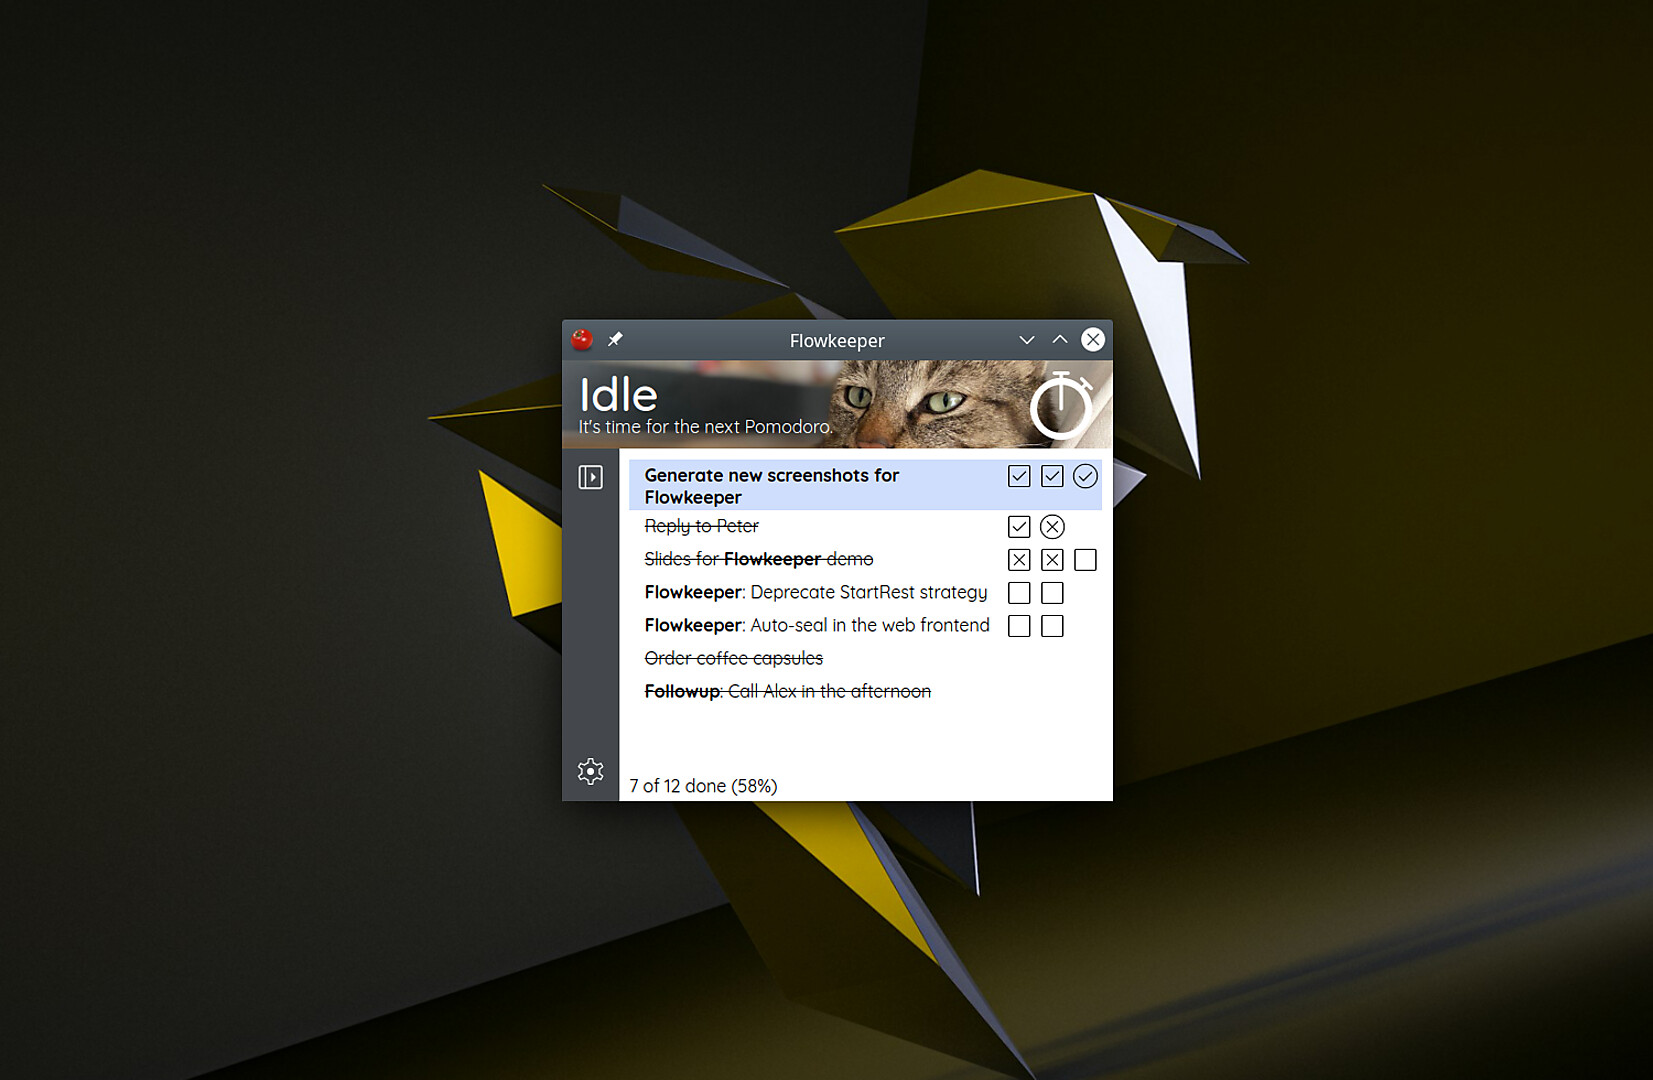 Flowkeeper
Idle
It's time for the next Pomodoro.
Generate new screenshots for
Flowkeeper
Reply to Peter
Slides for Flowkeeper demo
Flowkeeper: Deprecate StartRest strategy
Flowkeeper: Auto-seal in the web frontend
Order coffee capsules
Followup: Call Alex in the afternoon
7 of 12 done (58%)